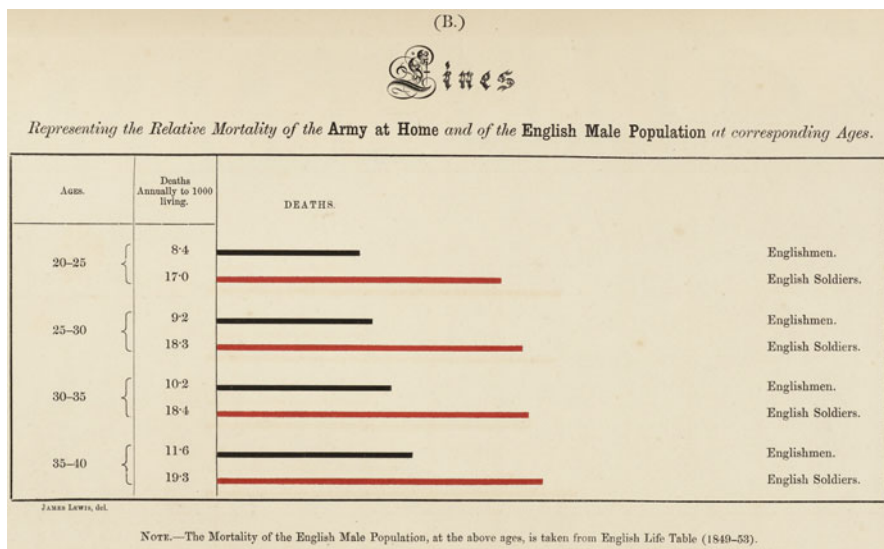 (B.)
Lines
Representing the Relative Mortality of the Army at Home and of the English Male Population at corresponding Ages.
AGES. Deaths Annually to 1000 living. DEATHS.
20–25 { 8·4 Englishmen.
17·0 English Soldiers.
25–30 { 9·2 Englishmen.
18·3 English Soldiers.
30–35 { 10·2 Englishmen.
18·4 English Soldiers.
35–40 { 11·6 Englishmen.
19·3 English Soldiers.
JAMES LEWIS, del.
NOTE.—The Mortality of the English Male Population, at the above ages, is taken from English Life Table (1849–53).